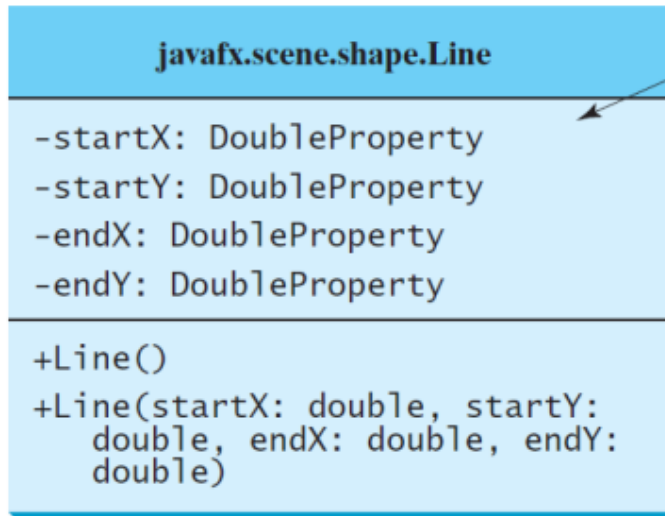 javafx.scene.shape.Line
-startX: DoubleProperty
-startY: DoubleProperty
-endX: DoubleProperty
-endY: DoubleProperty
+Line()
+Line(startX: double, startY:
double, endX: double, endY:
double)